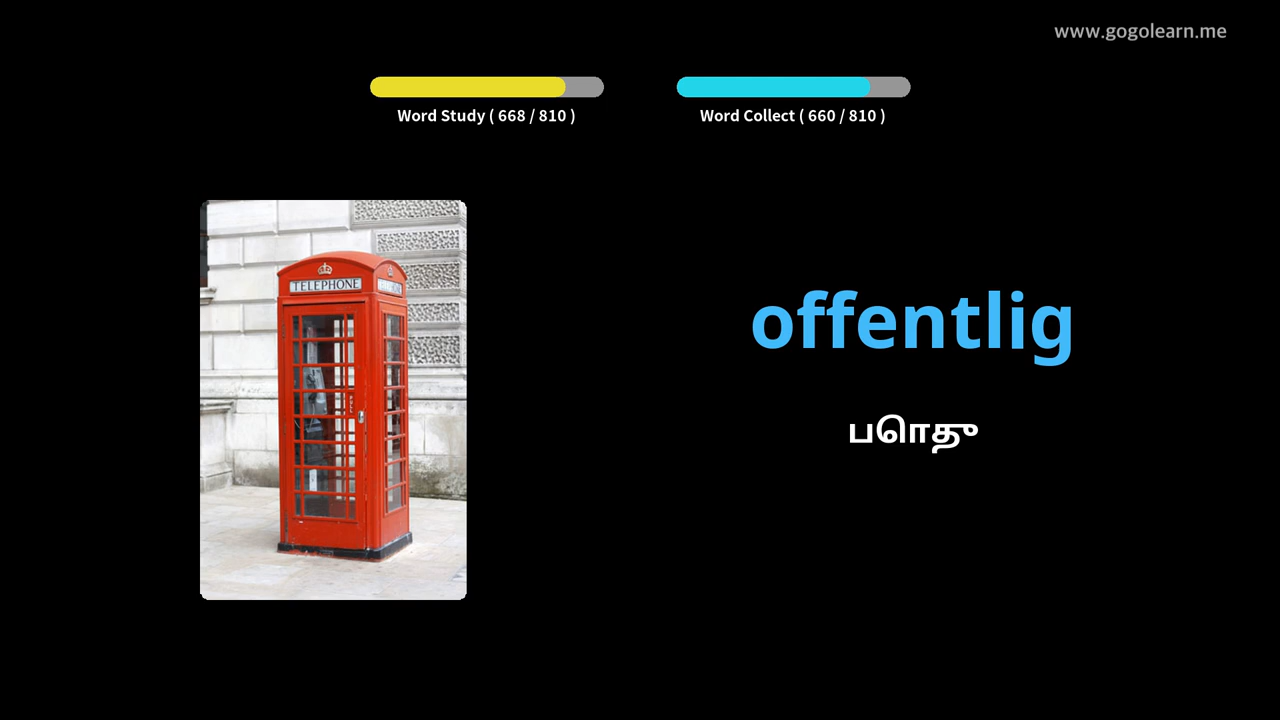 www.gogolearn.me
Word Study ( 668 / 810 )
Word Collect ( 660 / 810 )
TELEPHONE
offentlig
பொது